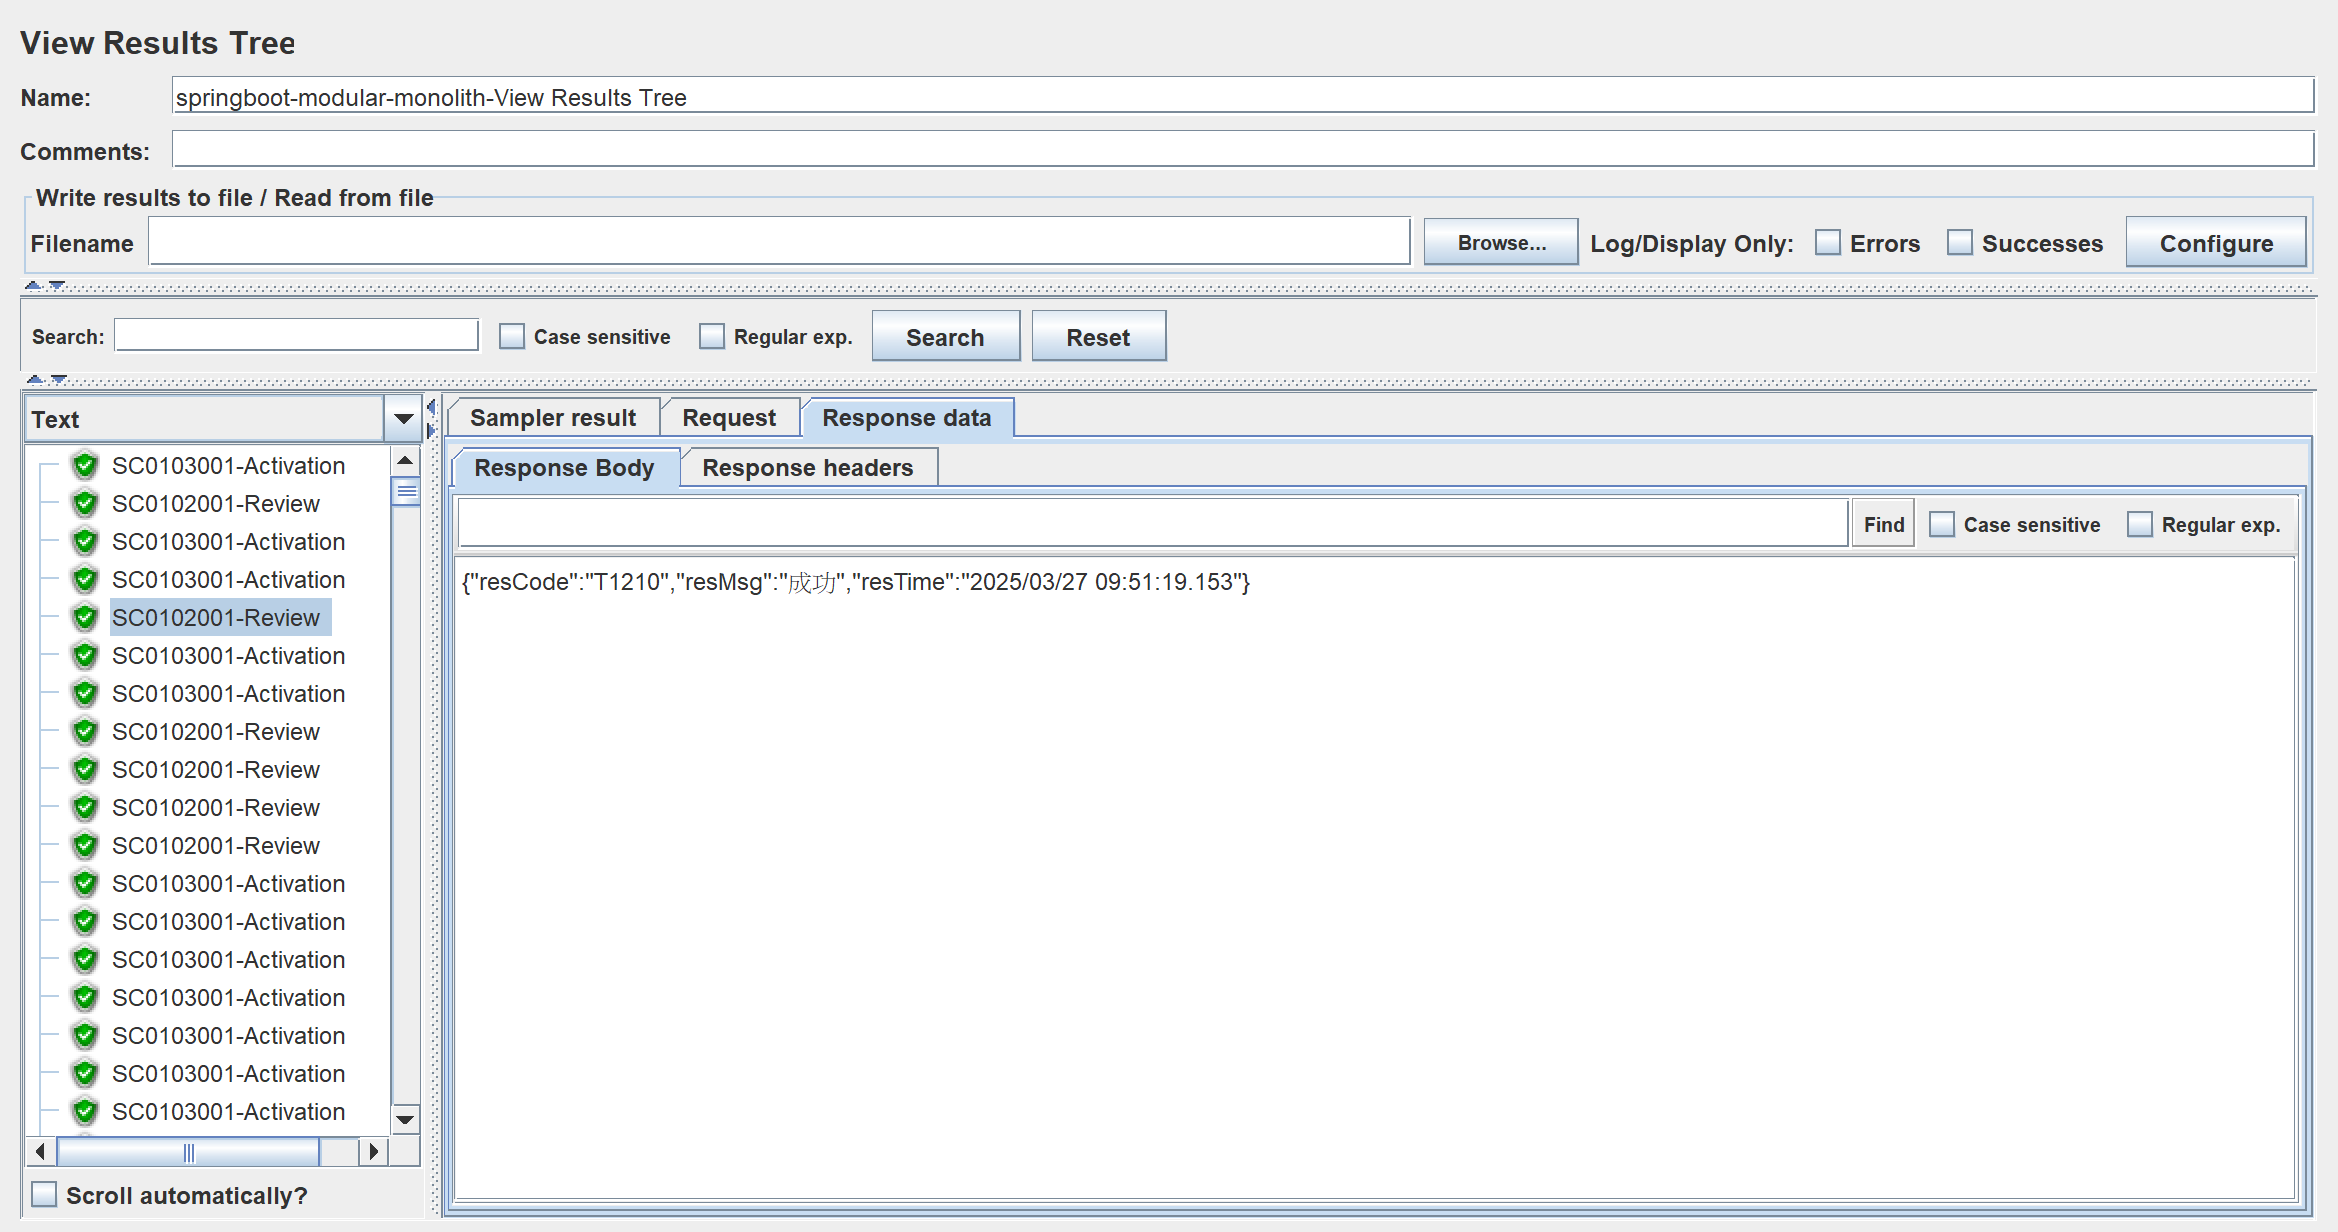 View Results Tree
Name: springboot-modular-monolith-View Results Tree
Comments:
Write results to file / Read from file
Filename Browse... Log/Display Only: Errors Successes Configure
Search: Case sensitive Regular exp. Search Reset
Text
SC0103001-Activation
SC0102001-Review
SC0103001-Activation
SC0103001-Activation
SC0102001-Review
SC0103001-Activation
SC0103001-Activation
SC0102001-Review
SC0102001-Review
SC0102001-Review
SC0102001-Review
SC0103001-Activation
SC0103001-Activation
SC0103001-Activation
SC0103001-Activation
SC0103001-Activation
SC0103001-Activation
SC0103001-Activation
Scroll automatically?
Sampler result Request Response data
Response Body Response headers
Find Case sensitive Regular exp.
{"resCode":"T1210","resMsg":"成功","resTime":"2025/03/27 09:51:19.153"}